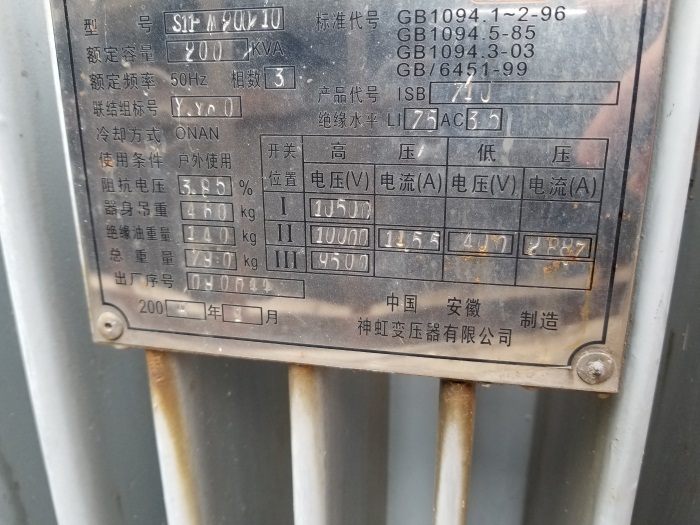 型 号 S11-M200/10 标准代号 GB1094.1~2-96
GB1094.5-85
额定容量 200 KVA GB1094.3-03
额定频率 50Hz 相数 3 GB/6451-99
产品代号 ISB 710
联结组标号 Y.Yn0 绝缘水平 LI 75 AC 35
冷却方式 ONAN
使用条件 户外使用
阻抗电压 %
器身吊重 460 kg
绝缘油重量 140 kg
总重量 kg
出厂序号
200 年 月
开关位置 高压 低压
电压(V) 电流(A) 电压(V) 电流(A)
I 10500
II 10000 400
III 9500
中国 安徽 制造
神虹变压器有限公司